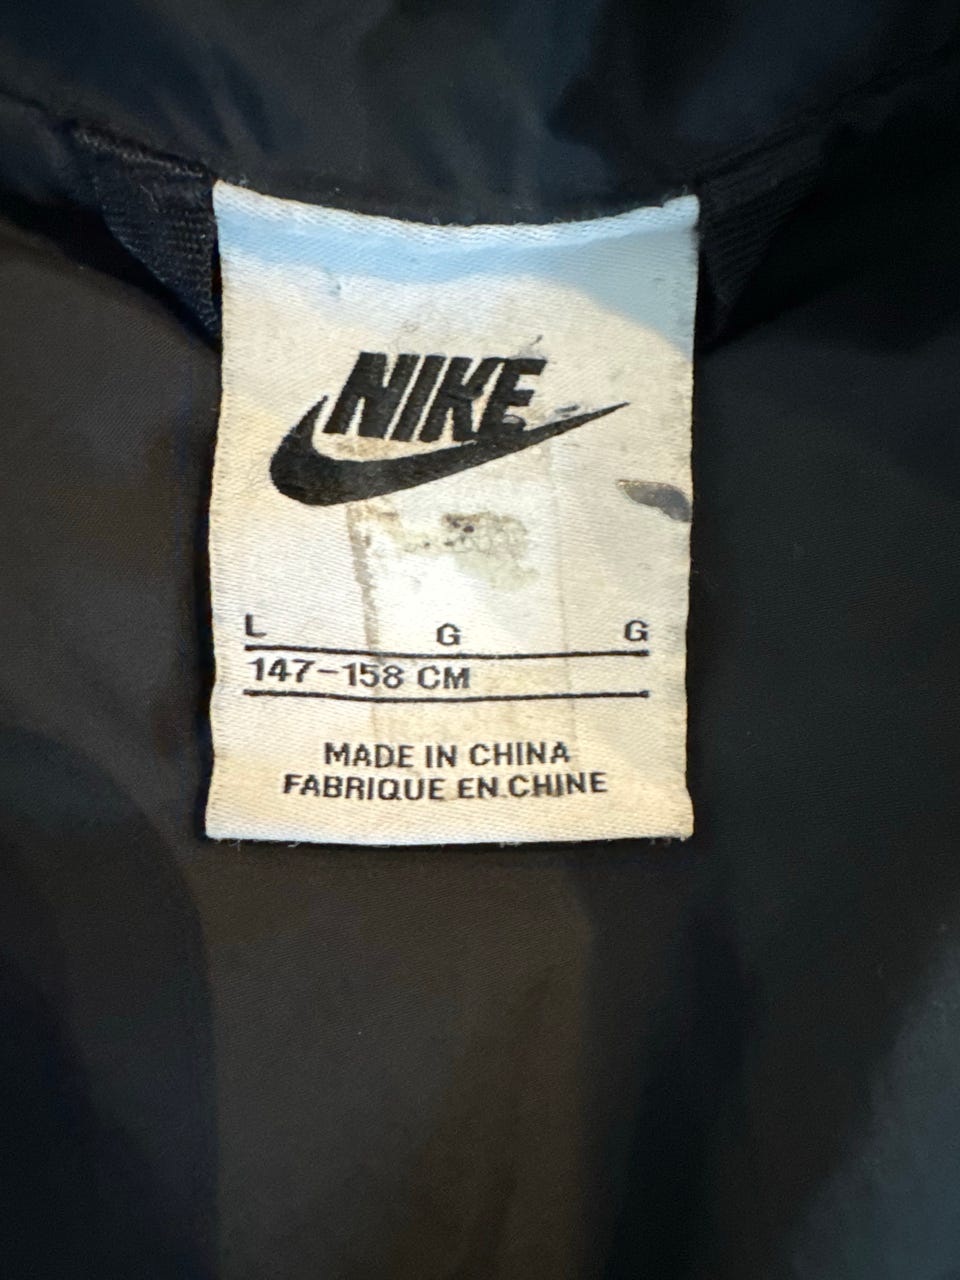 NIKE
L G G
147-158 CM
MADE IN CHINA
FABRIQUE EN CHINE